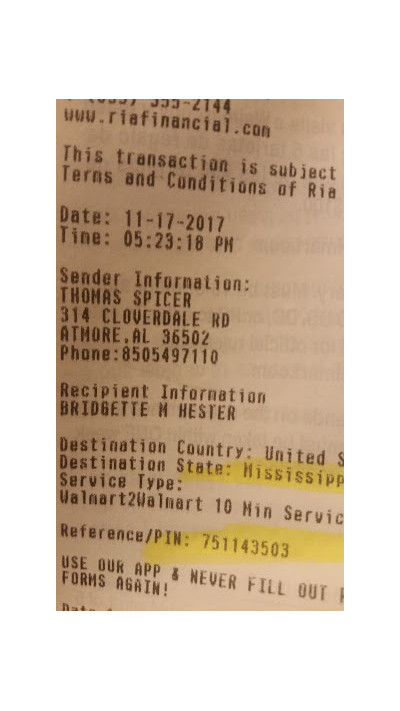 www.riafinancial.com
This transaction is subject
Terms and Conditions of Ria
Date: 11-17-2017
Time: 05:23:18 PM
Sender Information:
THOMAS SPICER
314 CLOVERDALE RD
ATMORE,AL 36502
Phone:8505497110
Recipient Information
BRIDGETTE M HESTER
Destination Country: United S
Destination State: Mississipp
Service Type:
Walmart2Walmart 10 Min Servic
Reference/PIN: 751143503
USE OUR APP & NEVER FILL OUT
FORMS AGAIN!